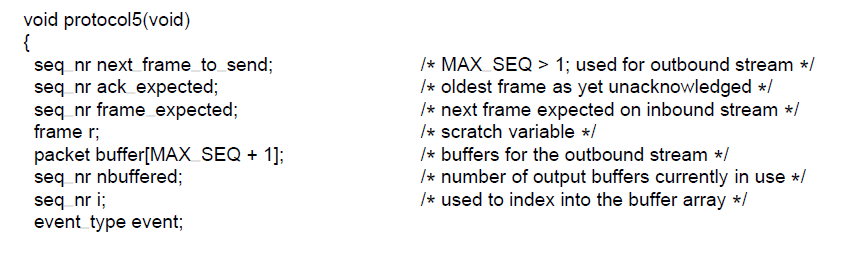 void protocol5(void)
{
seq_nr next_frame_to_send; /* MAX_SEQ > 1; used for outbound stream */
seq_nr ack_expected; /* oldest frame as yet unacknowledged */
seq_nr frame_expected; /* next frame expected on inbound stream */
frame r; /* scratch variable */
packet buffer[MAX_SEQ + 1]; /* buffers for the outbound stream */
seq_nr nbuffered; /* number of output buffers currently in use */
seq_nr i; /* used to index into the buffer array */
event_type event;